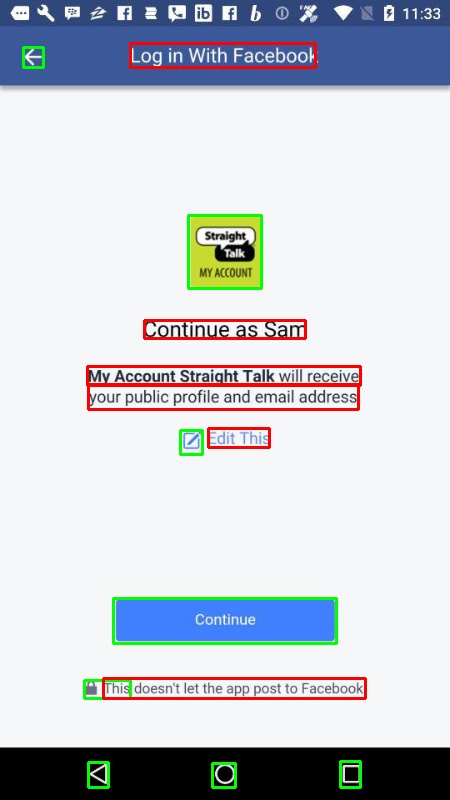 11:33
Log in With Facebook
Straight
Talk
MY ACCOUNT
Continue as Sam
My Account Straight Talk will receive
your public profile and email address
Edit This
Continue
This doesn't let the app post to Facebook